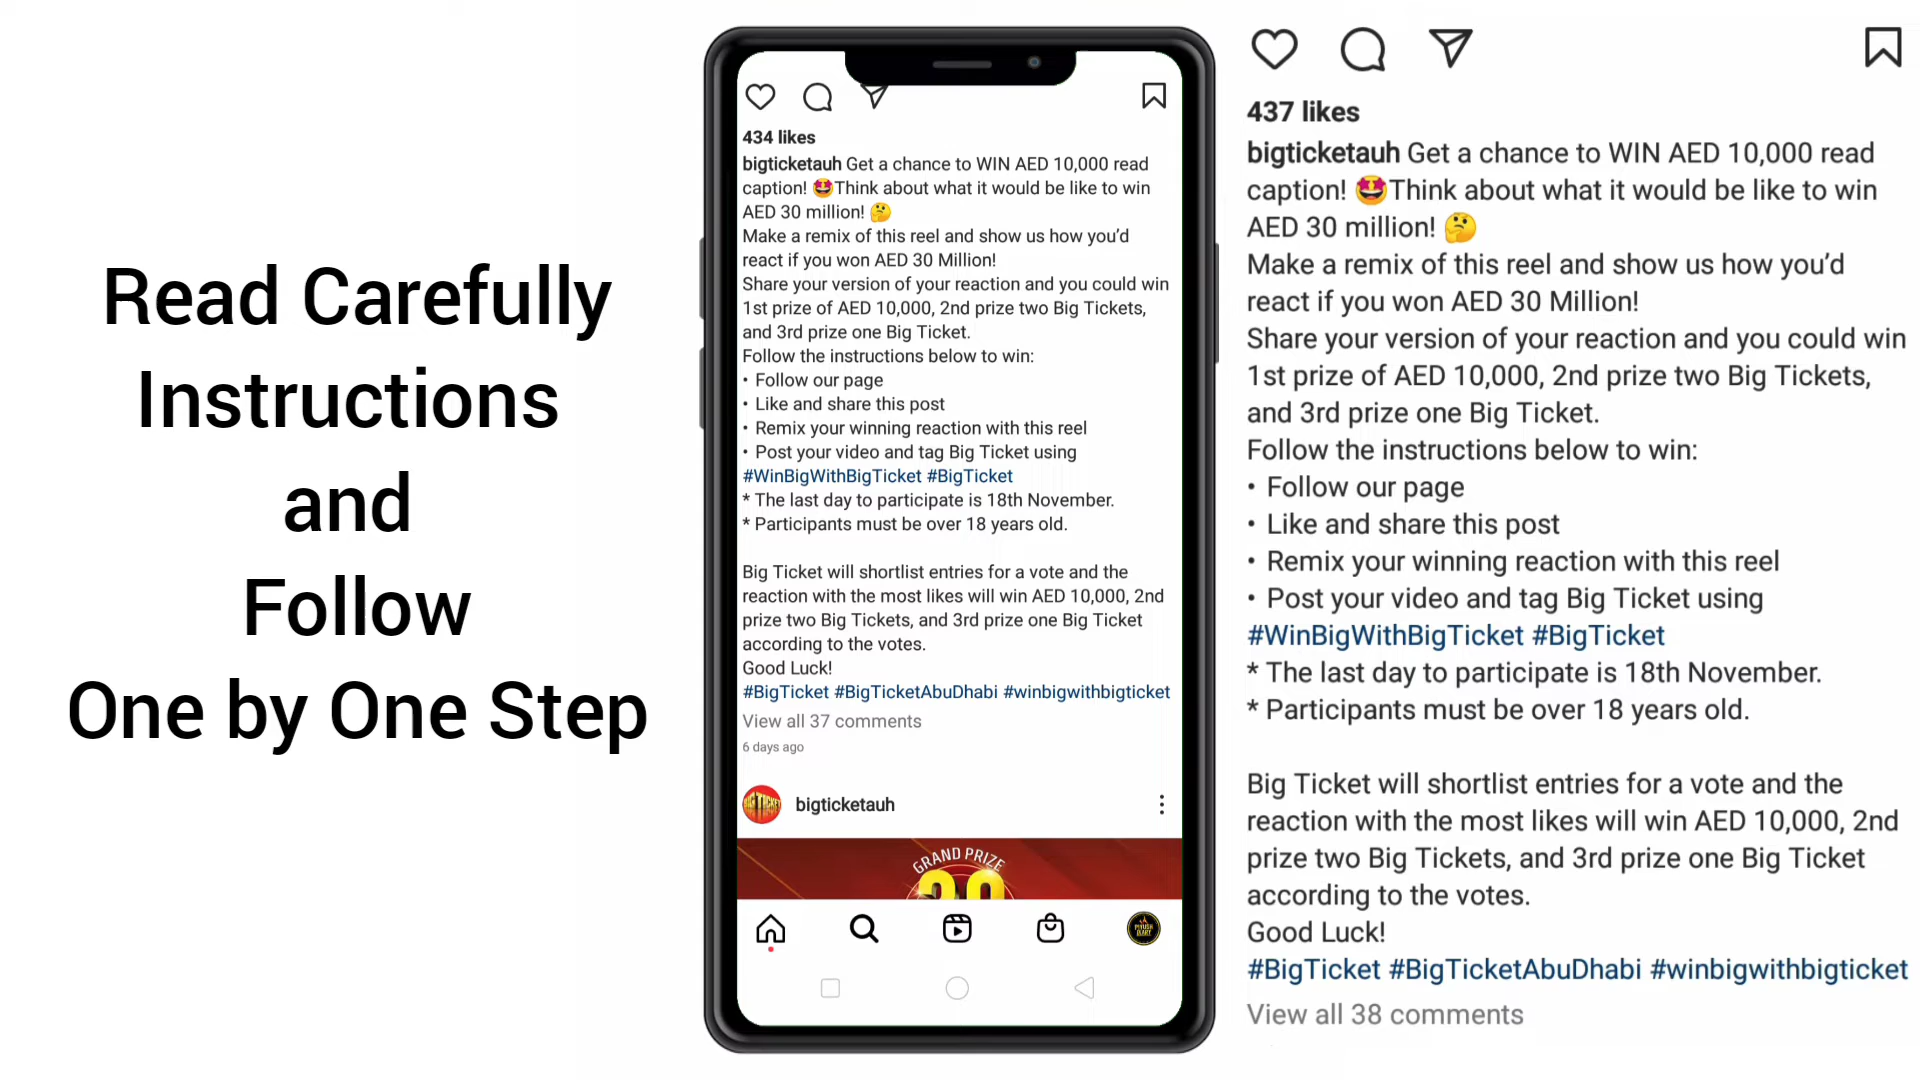 Read Carefully
Instructions
and
Follow
One by One Step
434 likes
bigticketauh Get a chance to WIN AED 10,000 read
caption! 🤩Think about what it would be like to win
AED 30 million! 🤔
Make a remix of this reel and show us how you’d
react if you won AED 30 Million!
Share your version of your reaction and you could win
1st prize of AED 10,000, 2nd prize two Big Tickets,
and 3rd prize one Big Ticket.
Follow the instructions below to win:
• Follow our page
• Like and share this post
• Remix your winning reaction with this reel
• Post your video and tag Big Ticket using
#WinBigWithBigTicket #BigTicket
* The last day to participate is 18th November.
* Participants must be over 18 years old.
Big Ticket will shortlist entries for a vote and the
reaction with the most likes will win AED 10,000, 2nd
prize two Big Tickets, and 3rd prize one Big Ticket
according to the votes.
Good Luck!
#BigTicket #BigTicketAbuDhabi #winbigwithbigticket
View all 37 comments
6 days ago
BIG TICKET
bigticketauh
GRAND PRIZE
30
PIYUSH
DIARY
437 likes
bigticketauh Get a chance to WIN AED 10,000 read
caption! 🤩Think about what it would be like to win
AED 30 million! 🤔
Make a remix of this reel and show us how you’d
react if you won AED 30 Million!
Share your version of your reaction and you could win
1st prize of AED 10,000, 2nd prize two Big Tickets,
and 3rd prize one Big Ticket.
Follow the instructions below to win:
• Follow our page
• Like and share this post
• Remix your winning reaction with this reel
• Post your video and tag Big Ticket using
#WinBigWithBigTicket #BigTicket
* The last day to participate is 18th November.
* Participants must be over 18 years old.
Big Ticket will shortlist entries for a vote and the
reaction with the most likes will win AED 10,000, 2nd
prize two Big Tickets, and 3rd prize one Big Ticket
according to the votes.
Good Luck!
#BigTicket #BigTicketAbuDhabi #winbigwithbigticket
View all 38 comments